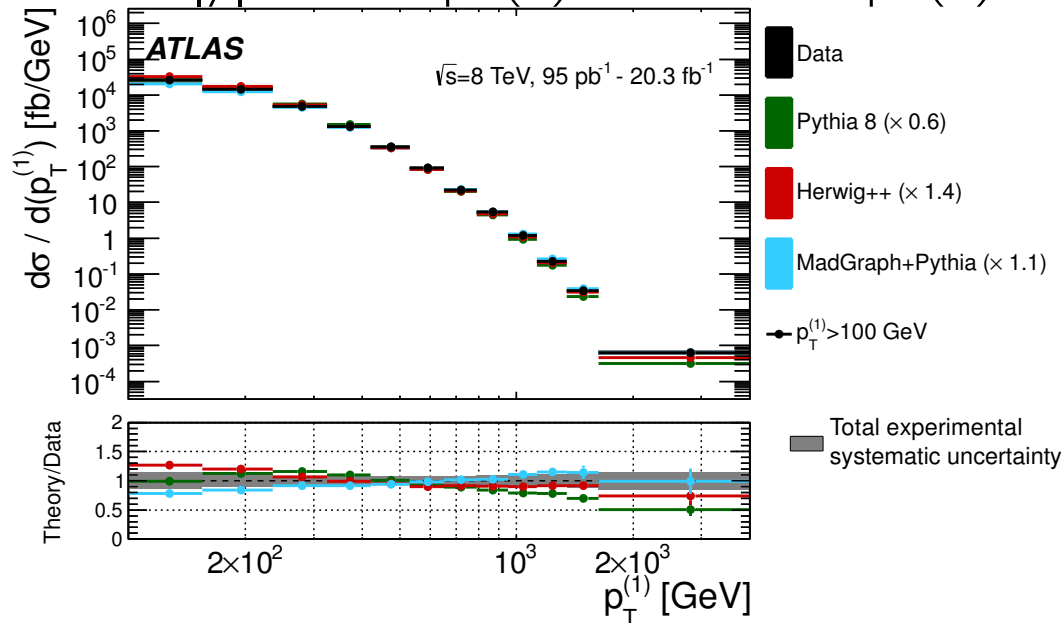 ATLAS
√s=8 TeV, 95 pb⁻¹ - 20.3 fb⁻¹
dσ / d(p_T^(1)) [fb/GeV]
10⁶
10⁵
10⁴
10³
10²
10
1
10⁻¹
10⁻²
10⁻³
10⁻⁴
Data
Pythia 8 (× 0.6)
Herwig++ (× 1.4)
MadGraph+Pythia (× 1.1)
p_T^(1)>100 GeV
Total experimental
systematic uncertainty
Theory/Data
2
1.5
1
0.5
0
2×10²
10³
2×10³
p_T^(1) [GeV]